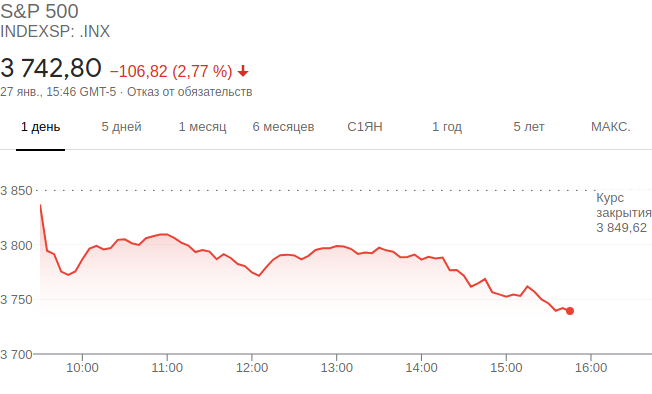 S&P 500
INDEXSP: .INX
3 742,80 −106,82 (2,77 %)
27 янв., 15:46 GMT-5 · Отказ от обязательств
1 день 5 дней 1 месяц 6 месяцев С1ЯН 1 год 5 лет МАКС.
3 850
Курс
закрытия
3 849,62
3 800
3 750
3 700
10:00 11:00 12:00 13:00 14:00 15:00 16:00